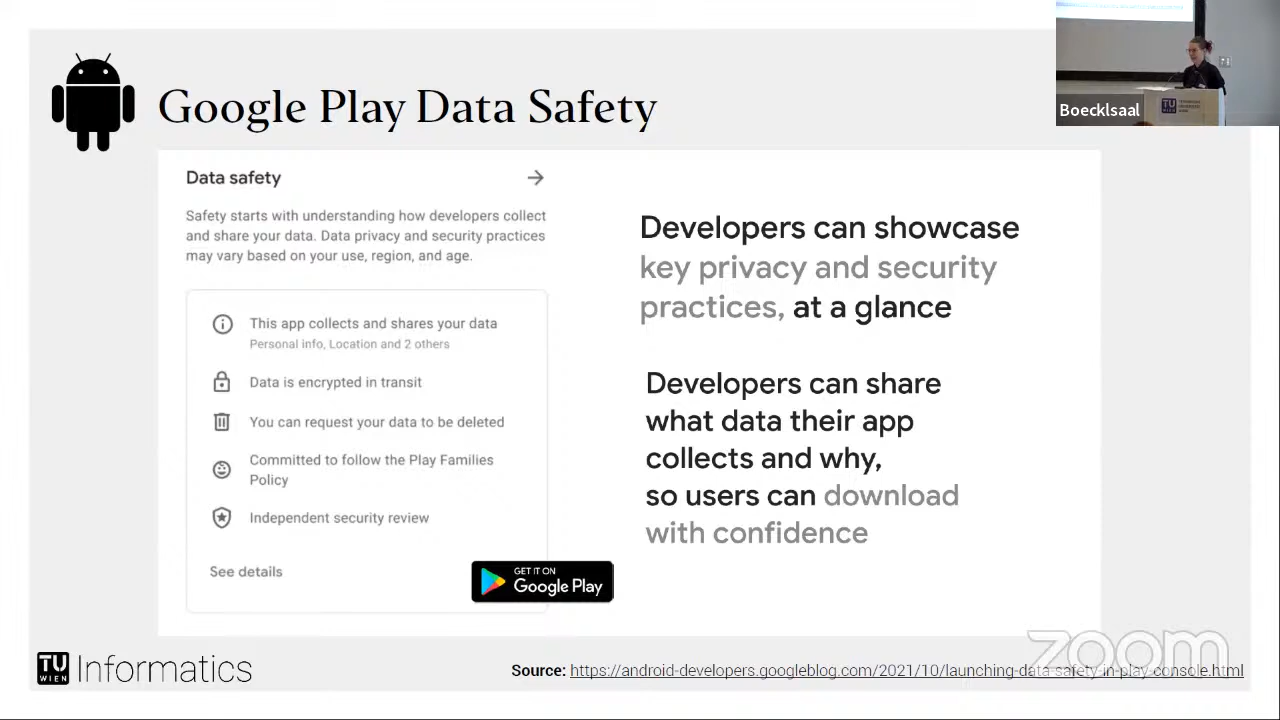 Google Play Data Safety
Boecklsaal
TU
WIEN
Data safety
Safety starts with understanding how developers collect
and share your data. Data privacy and security practices
may vary based on your use, region, and age.
This app collects and shares your data
Personal info, Location and 2 others
Data is encrypted in transit
You can request your data to be deleted
Committed to follow the Play Families
Policy
Independent security review
See details
GET IT ON
Google Play
Developers can showcase
key privacy and security
practices, at a glance
Developers can share
what data their app
collects and why,
so users can download
with confidence
TU
WIEN
Informatics
zoom
Source: https://android-developers.googleblog.com/2021/10/launching-data-safety-in-play-console.html